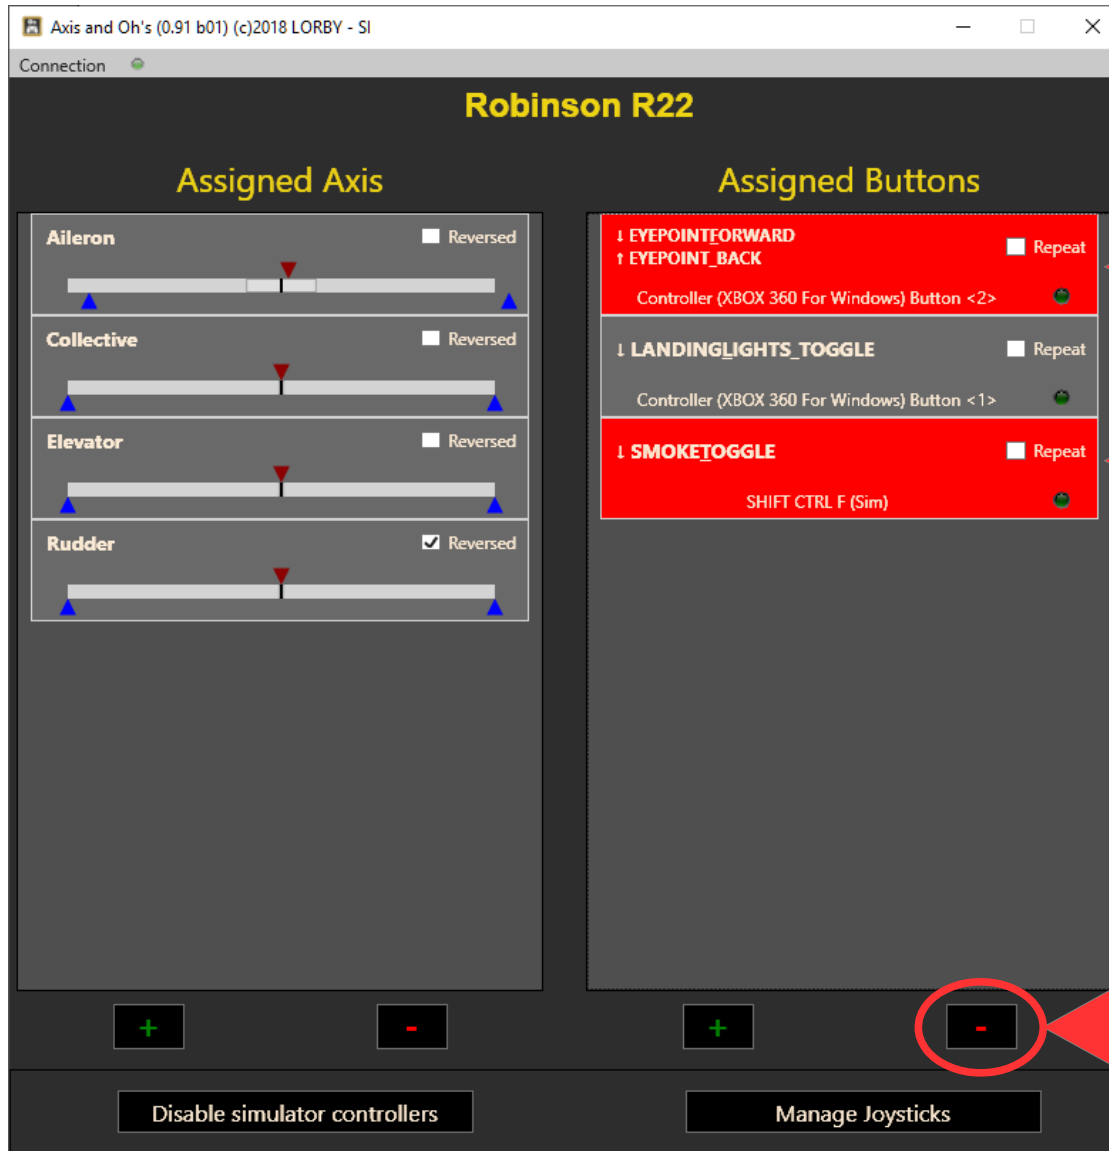 Axis and Oh's (0.91 b01) (c)2018 LORBY - SI
Connection
Robinson R22
Assigned Axis
Assigned Buttons
Aileron
Reversed
Collective
Reversed
Elevator
Reversed
Rudder
Reversed
↓ EYEPOINTFORWARD
↑ EYEPOINT_BACK
Repeat
Controller (XBOX 360 For Windows) Button <2>
↓ LANDINGLIGHTS_TOGGLE
Repeat
Controller (XBOX 360 For Windows) Button <1>
↓ SMOKETOGGLE
Repeat
SHIFT CTRL F (Sim)
+
-
+
-
Disable simulator controllers
Manage Joysticks